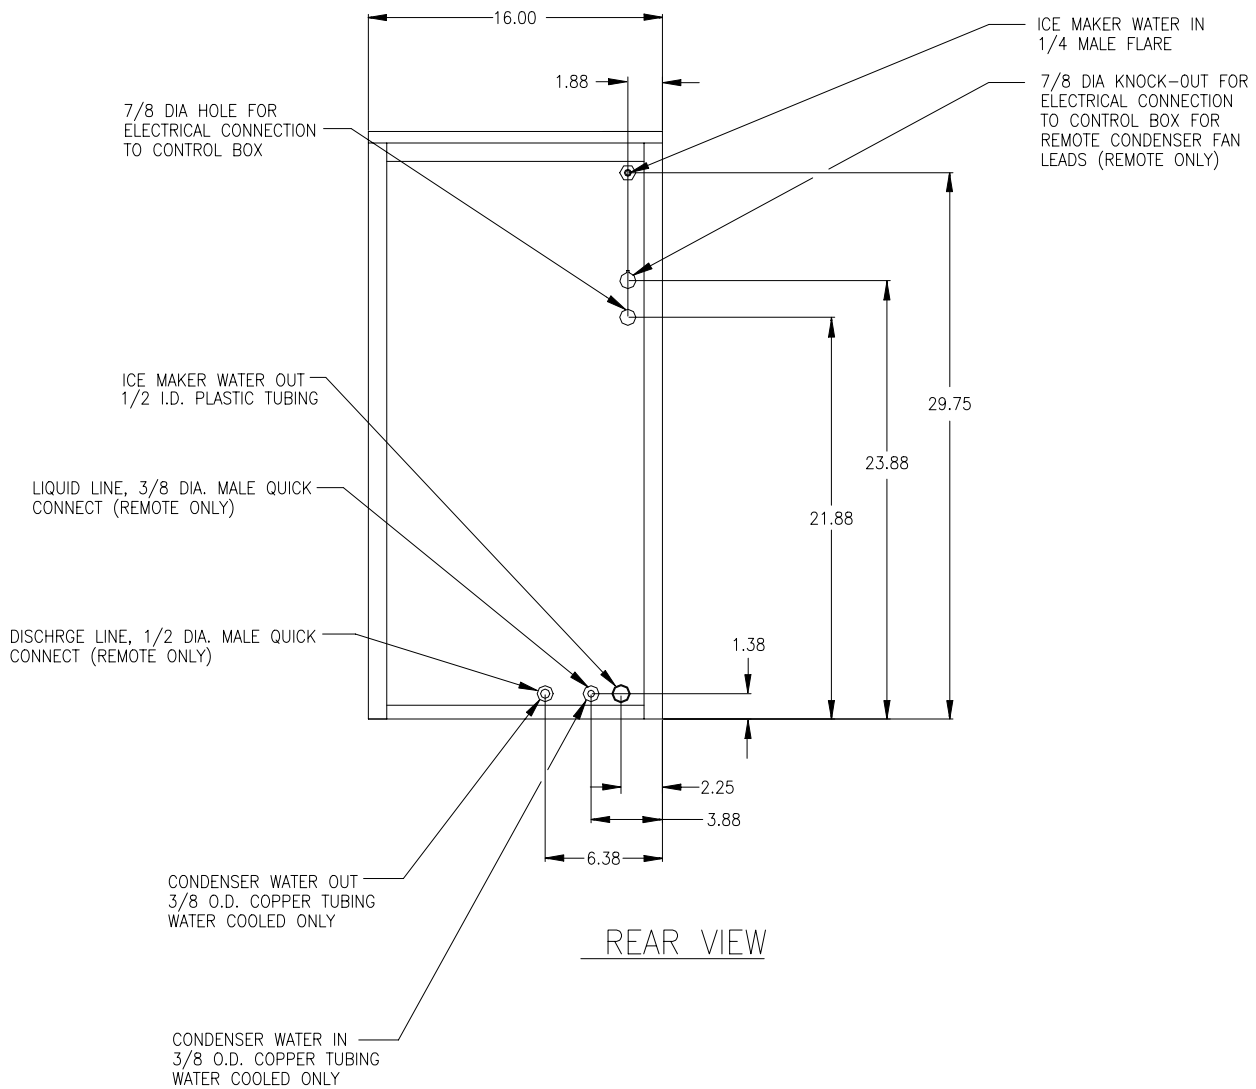 16.00
ICE MAKER WATER IN
1/4 MALE FLARE
1.88
7/8 DIA KNOCK-OUT FOR
ELECTRICAL CONNECTION
TO CONTROL BOX FOR
REMOTE CONDENSER FAN
LEADS (REMOTE ONLY)
7/8 DIA HOLE FOR
ELECTRICAL CONNECTION
TO CONTROL BOX
ICE MAKER WATER OUT
1/2 I.D. PLASTIC TUBING
29.75
23.88
21.88
LIQUID LINE, 3/8 DIA. MALE QUICK
CONNECT (REMOTE ONLY)
DISCHRGE LINE, 1/2 DIA. MALE QUICK
CONNECT (REMOTE ONLY)
1.38
2.25
3.88
6.38
CONDENSER WATER OUT
3/8 O.D. COPPER TUBING
WATER COOLED ONLY
REAR VIEW
CONDENSER WATER IN
3/8 O.D. COPPER TUBING
WATER COOLED ONLY